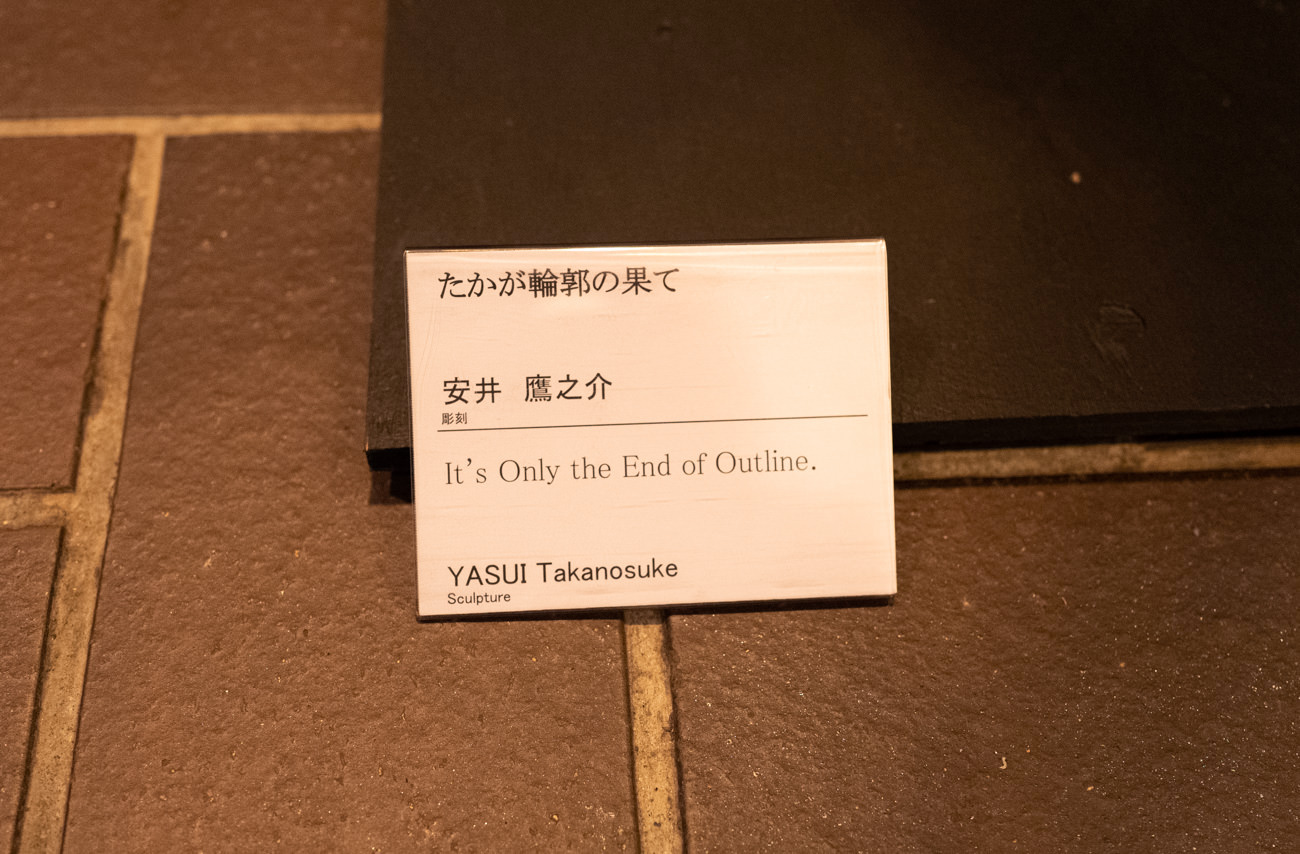 たかが輪郭の果て
安井 鷹之介
彫刻
It's Only the End of Outline.
YASUI Takanosuke
Sculpture